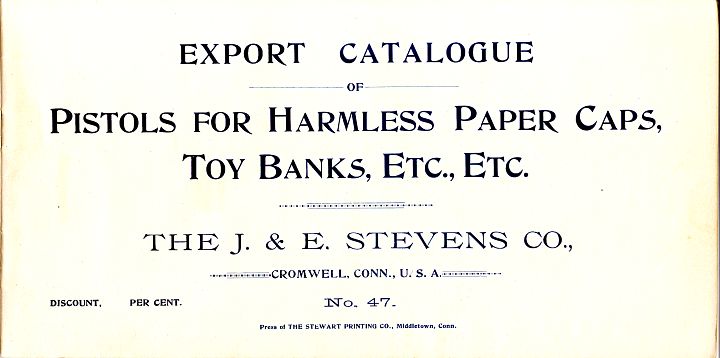 EXPORT CATALOGUE
OF
PISTOLS FOR HARMLESS PAPER CAPS,
TOY BANKS, ETC., ETC.
THE J. & E. STEVENS CO.,
CROMWELL, CONN., U. S. A.
DISCOUNT, PER CENT. No. 47.
Press of THE STEWART PRINTING CO., Middletown, Conn.